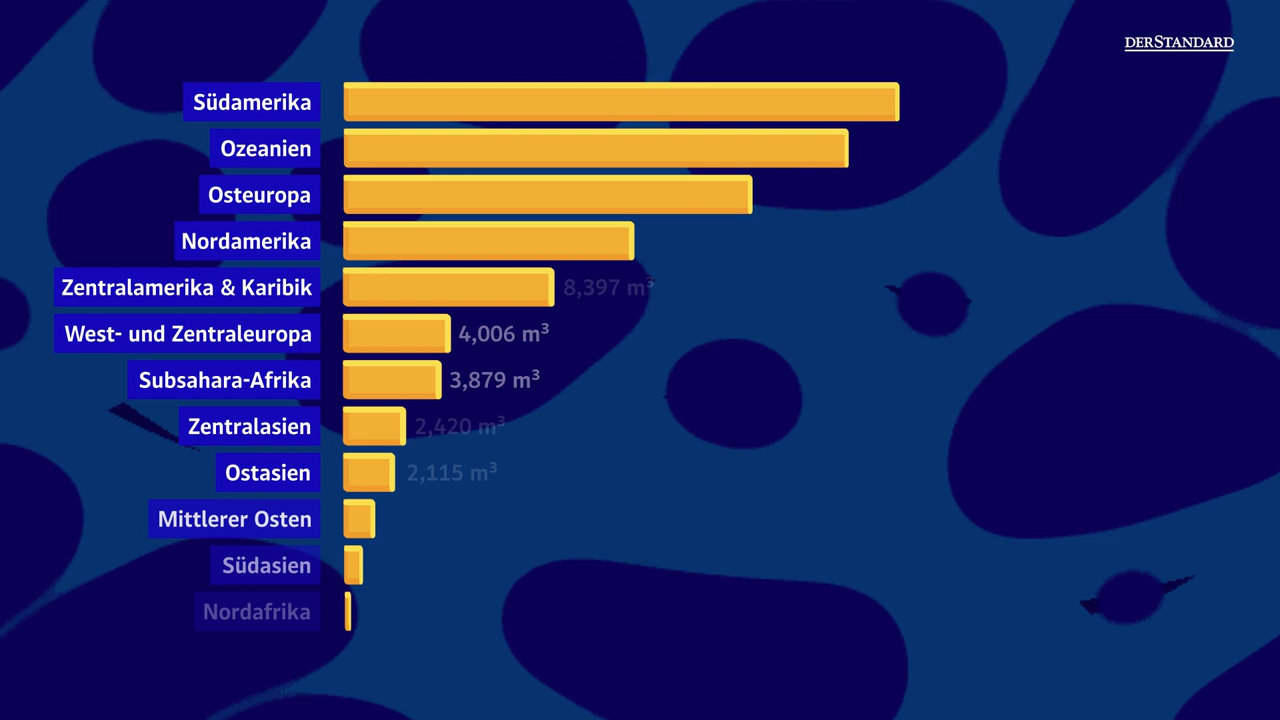 DERSTANDARD
Südamerika
Ozeanien
Osteuropa
Nordamerika
Zentralamerika & Karibik 8,397 m³
West- und Zentraleuropa 4,006 m³
Subsahara-Afrika 3,879 m³
Zentralasien 2,420 m³
Ostasien 2,115 m³
Mittlerer Osten
Südasien
Nordafrika